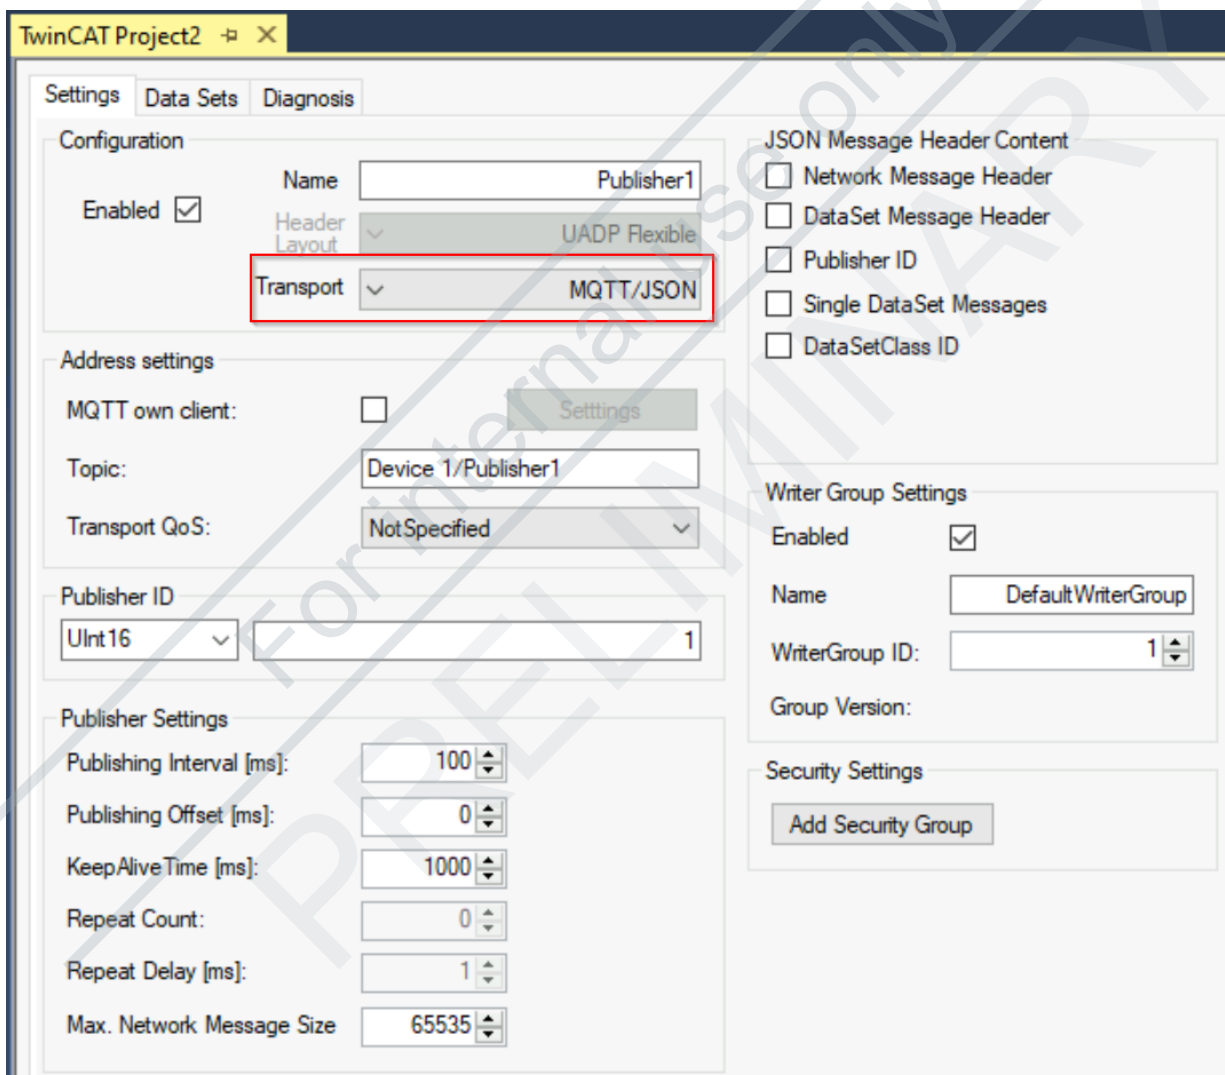 TwinCAT Project2
Settings
Data Sets
Diagnosis
Configuration
Enabled
Name
Publisher1
Header
Layout
UADP Flexible
Transport
MQTT/JSON
Address settings
MQTT own client:
Setttings
Topic:
Device 1/Publisher1
Transport QoS:
NotSpecified
Publisher ID
UInt16
1
Publisher Settings
Publishing Interval [ms]:
100
Publishing Offset [ms]:
0
KeepAliveTime [ms]:
1000
Repeat Count:
0
Repeat Delay [ms]:
1
Max. Network Message Size
65535
JSON Message Header Content
Network Message Header
DataSet Message Header
Publisher ID
Single DataSet Messages
DataSetClass ID
Writer Group Settings
Enabled
Name
DefaultWriterGroup
WriterGroup ID:
1
Group Version:
Security Settings
Add Security Group
For internal use only
PRELIMINARY